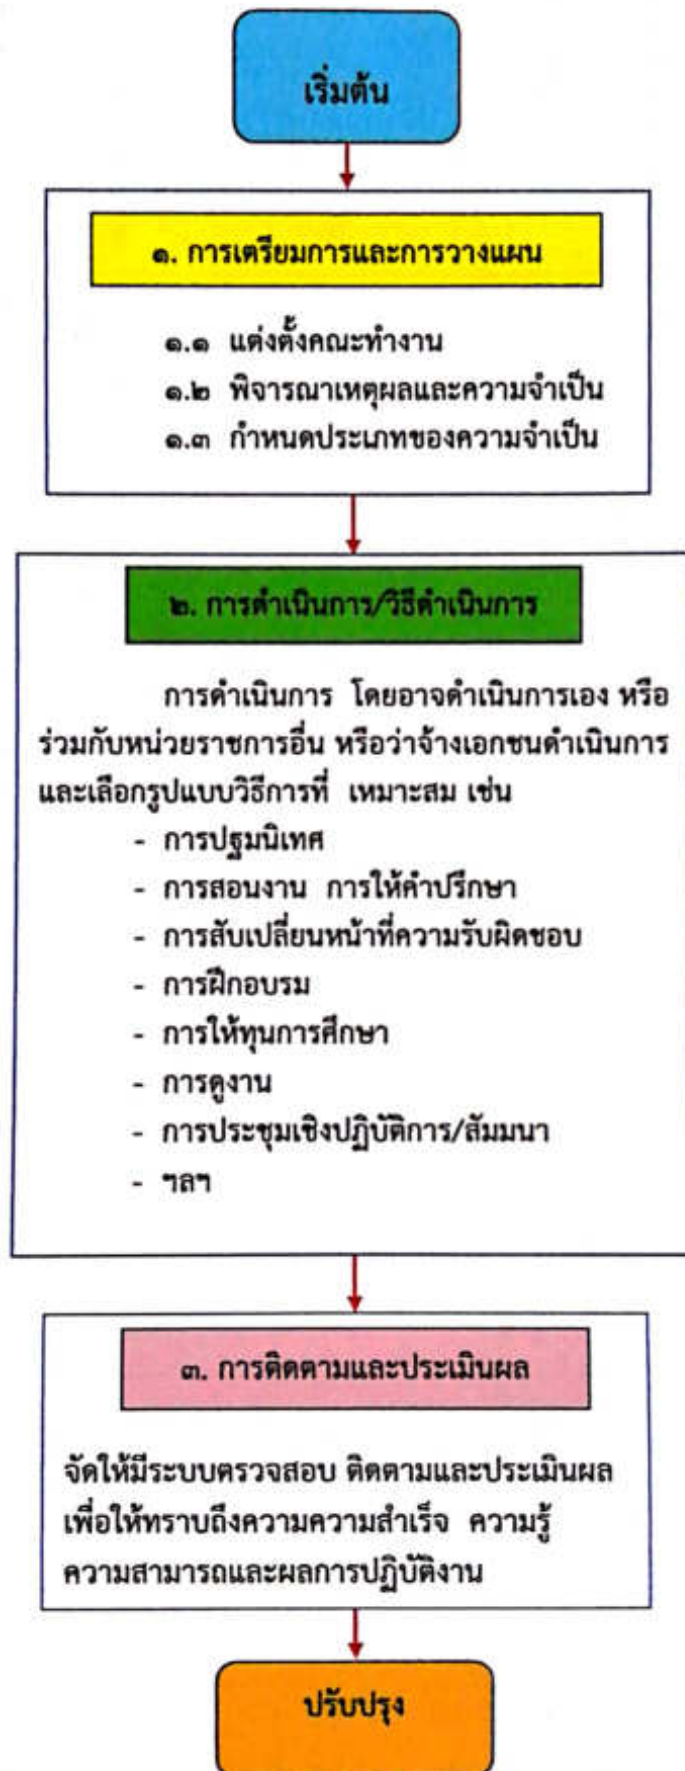 เริ่มต้น
๑. การเตรียมการและการวางแผน
๑.๑ แต่งตั้งคณะทำงาน
๑.๒ พิจารณาเหตุผลและความจำเป็น
๑.๓ กำหนดประเภทของความจำเป็น
๒. การดำเนินการ/วิธีดำเนินการ
การดำเนินการ โดยอาจดำเนินการเอง หรือ
ร่วมกับหน่วยราชการอื่น หรือว่าจ้างเอกชนดำเนินการ
และเลือกรูปแบบวิธีการที่ เหมาะสม เช่น
- การปฐมนิเทศ
- การสอนงาน การให้คำปรึกษา
- การสับเปลี่ยนหน้าที่ความรับผิดชอบ
- การฝึกอบรม
- การให้ทุนการศึกษา
- การดูงาน
- การประชุมเชิงปฏิบัติการ/สัมมนา
- ฯลฯ
๓. การติดตามและประเมินผล
จัดให้มีระบบตรวจสอบ ติดตามและประเมินผล
เพื่อให้ทราบถึงความความสำเร็จ ความรู้
ความสามารถและผลการปฏิบัติงาน
ปรับปรุง